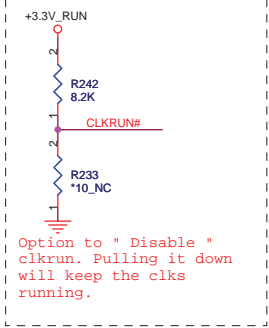 +3.3V_RUN
2
R242
8.2K
1
CLKRUN#
2
R233
*10_NC
1
Option to " Disable "
clkrun. Pulling it down
will keep the clks
running.